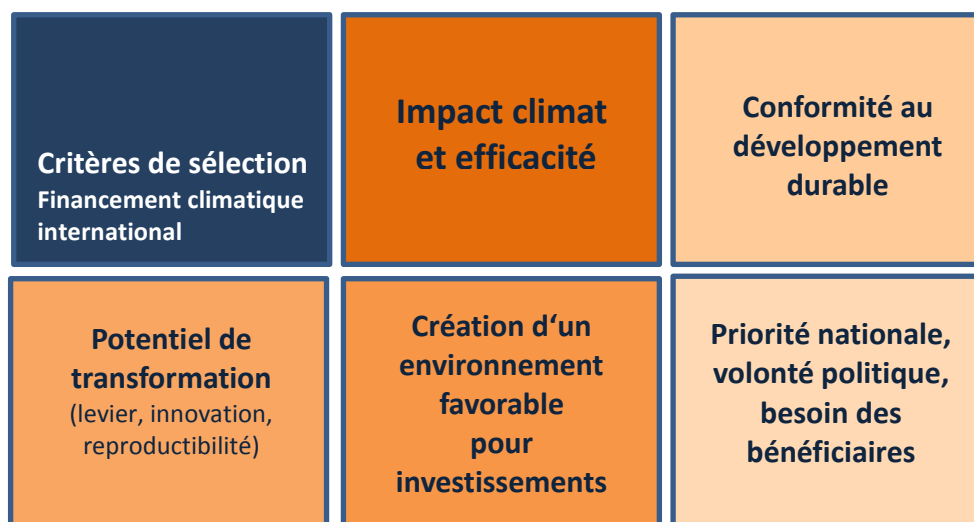 Critères de sélection
Financement climatique
international
Impact climat
et efficacité
Conformité au
développement
durable
Potentiel de
transformation
(levier, innovation,
reproductibilité)
Création d‘un
environnement
favorable
pour
investissements
Priorité nationale,
volonté politique,
besoin des
bénéficiaires